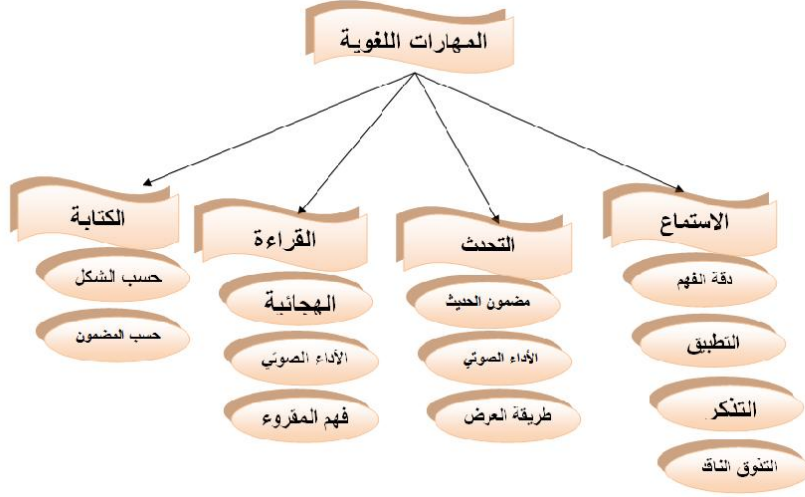 المهارات اللغوية
الاستماع
دقة الفهم
التطبيق
التذكر
التذوق الناقد
التحدث
مضمون الحديث
الأداء الصوتي
طريقة العرض
القراءة
الهجائية
الأداء الصوتي
فهم المقروء
الكتابة
حسب الشكل
حسب المضمون